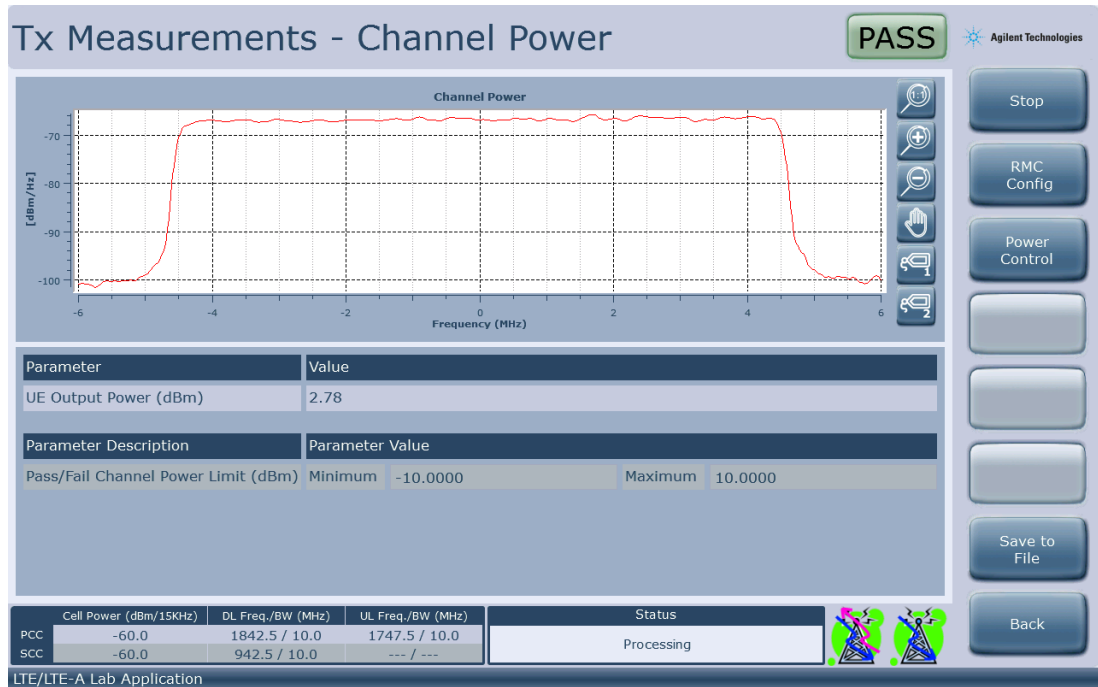 Tx Measurements - Channel Power
PASS
Agilent Technologies
Channel Power
1:1
[dBm/Hz]
-70
-80
-90
-100
-6 -4 -2 0 2 4 6
Frequency (MHz)
1
2
Parameter Value
UE Output Power (dBm) 2.78
Parameter Description Parameter Value
Pass/Fail Channel Power Limit (dBm) Minimum -10.0000 Maximum 10.0000
Stop
RMC
Config
Power
Control
Save to
File
Back
Cell Power (dBm/15KHz) DL Freq./BW (MHz) UL Freq./BW (MHz)
PCC -60.0 1842.5 / 10.0 1747.5 / 10.0
SCC -60.0 942.5 / 10.0 --- / ---
Status
Processing
LTE/LTE-A Lab Application